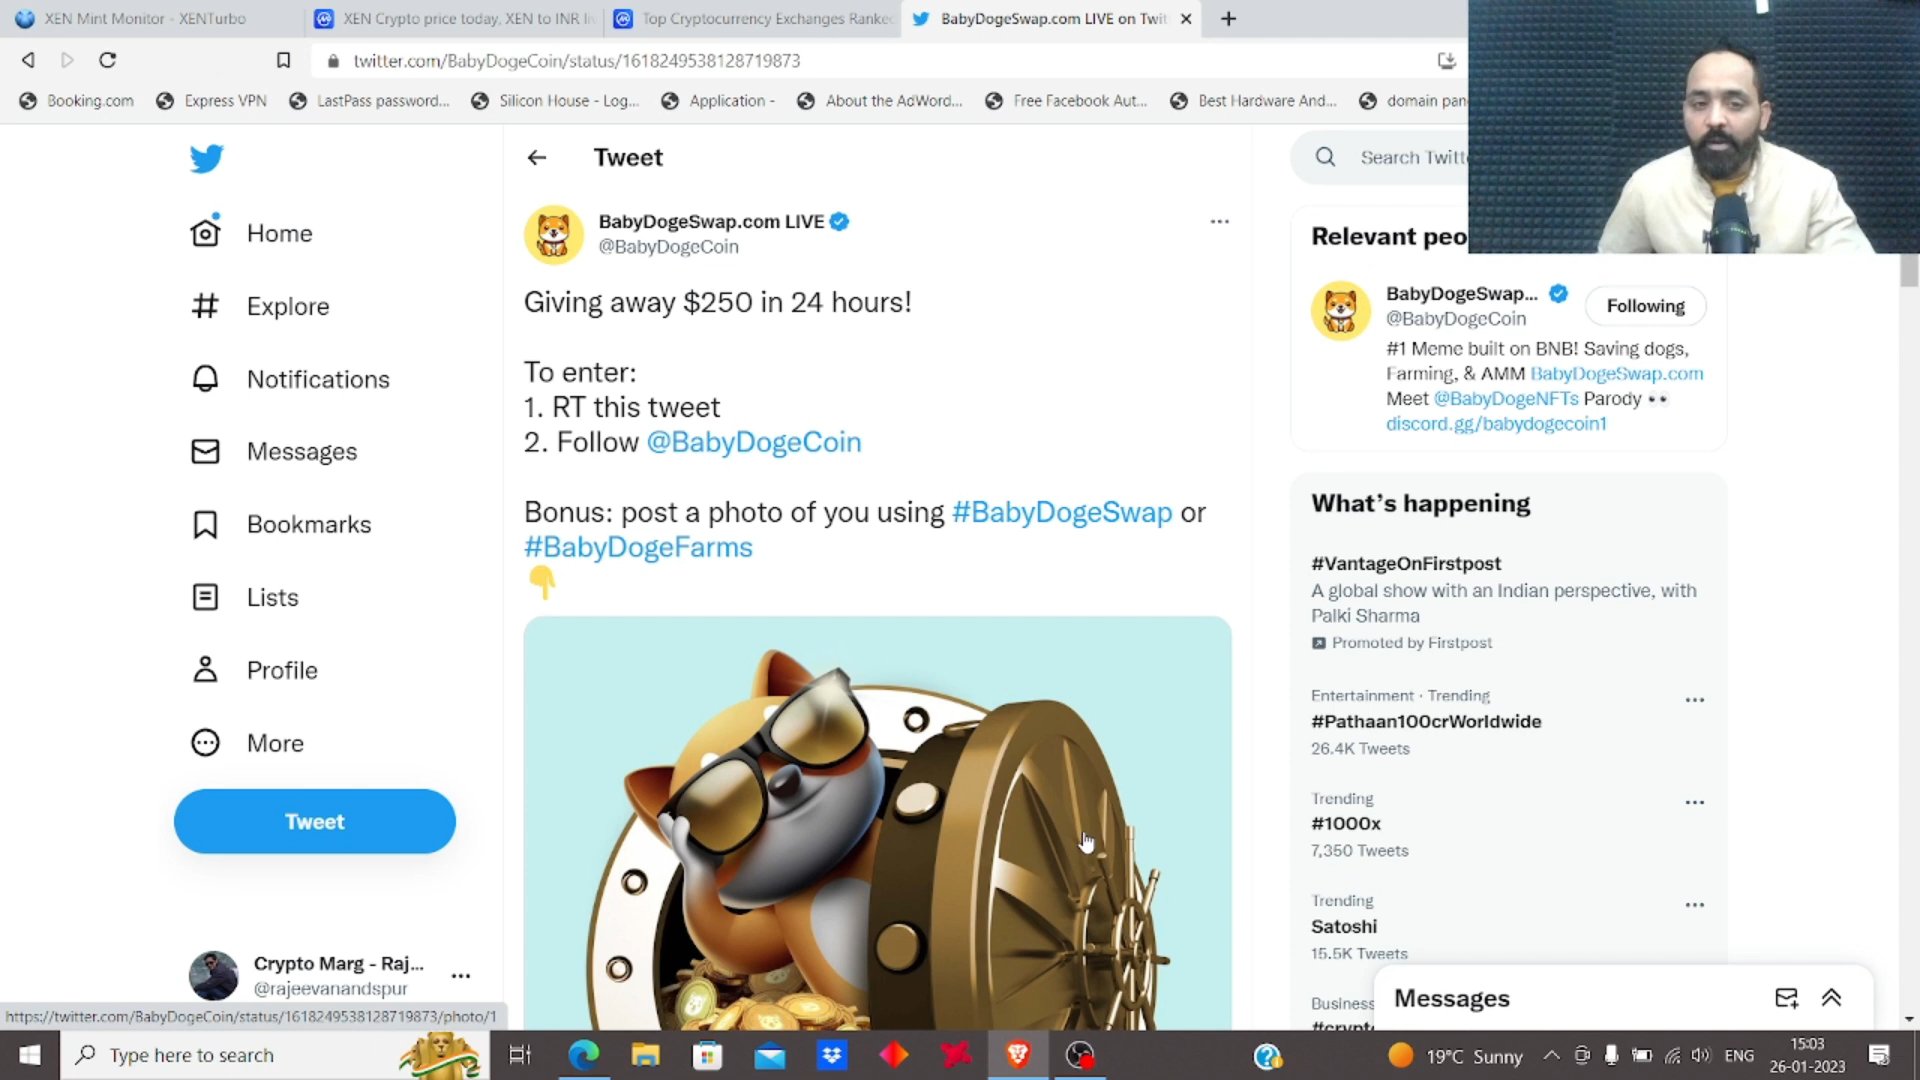 XEN Mint Monitor - XENTurbo
XEN Crypto price today, XEN to INR li
Top Cryptocurrency Exchanges Ranke
BabyDogeSwap.com LIVE on Twit
twitter.com/BabyDogeCoin/status/1618249538128719873
Booking.com
Express VPN
LastPass password...
Silicon House - Log...
Application -
About the AdWord...
Free Facebook Aut...
Best Hardware And...
domain pan
Home
Explore
Notifications
Messages
Bookmarks
Lists
Profile
More
Tweet
Crypto Marg - Raj...
@rajeevanandspur
https://twitter.com/BabyDogeCoin/status/1618249538128719873/photo/1
Tweet
BabyDogeSwap.com LIVE
@BabyDogeCoin
Giving away $250 in 24 hours!
To enter:
1. RT this tweet
2. Follow @BabyDogeCoin
Bonus: post a photo of you using #BabyDogeSwap or
#BabyDogeFarms
Search Twitt
Relevant peo
BabyDogeSwap...
@BabyDogeCoin
Following
#1 Meme built on BNB! Saving dogs,
Farming, & AMM BabyDogeSwap.com
Meet @BabyDogeNFTs Parody 👀
discord.gg/babydogecoin1
What's happening
#VantageOnFirstpost
A global show with an Indian perspective, with
Palki Sharma
Promoted by Firstpost
Entertainment · Trending
#Pathaan100crWorldwide
26.4K Tweets
Trending
#1000x
7,350 Tweets
Trending
Satoshi
15.5K Tweets
Business
#crypt
Messages
Type here to search
19°C Sunny
ENG
15:03
26-01-2023